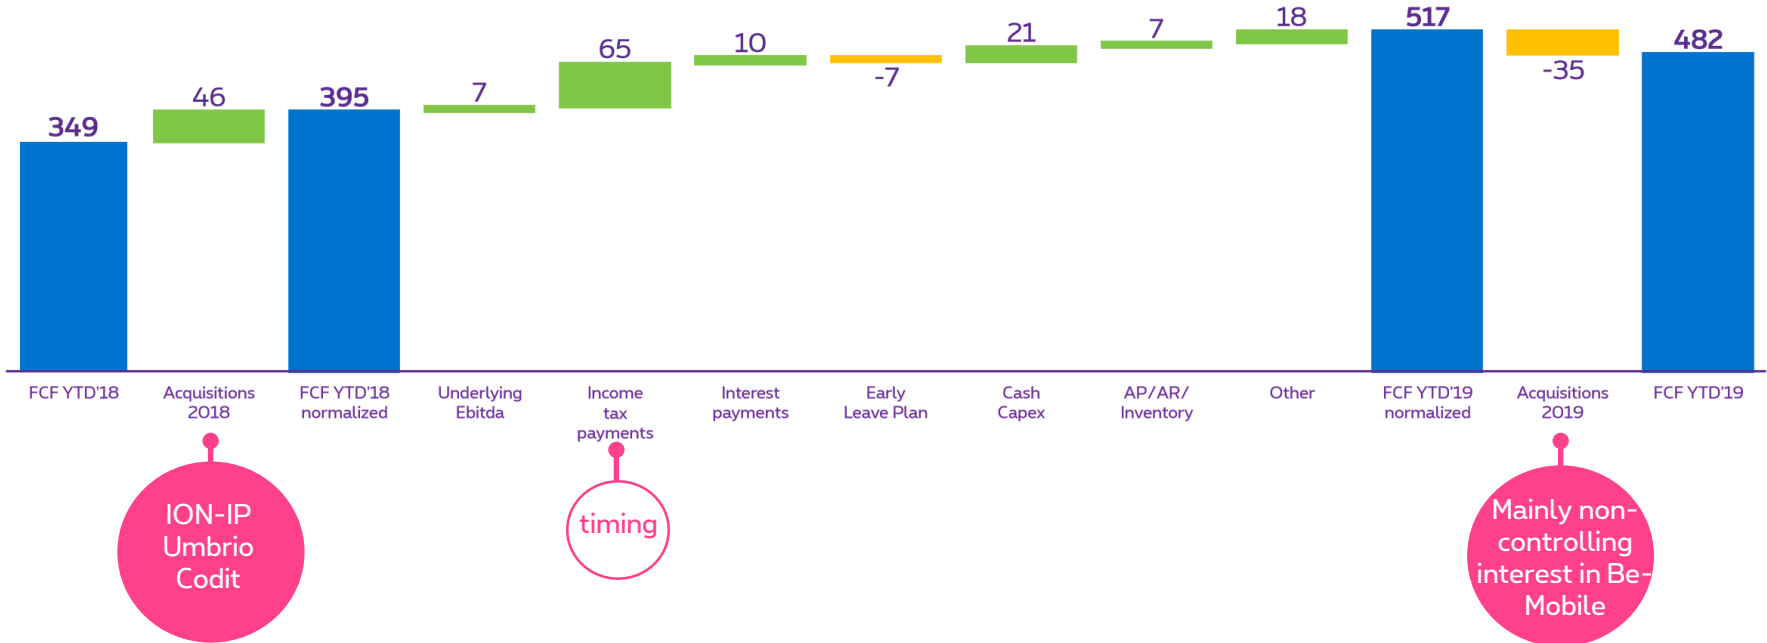 349
46
395
7
65
10
-7
21
7
18
517
-35
482
FCF YTD'18
Acquisitions
2018
FCF YTD'18
normalized
Underlying
Ebitda
Income
tax
payments
Interest
payments
Early
Leave Plan
Cash
Capex
AP/AR/
Inventory
Other
FCF YTD'19
normalized
Acquisitions
2019
FCF YTD'19
ION-IP
Umbrio
Codit
timing
Mainly non-
controlling
interest in Be-
Mobile